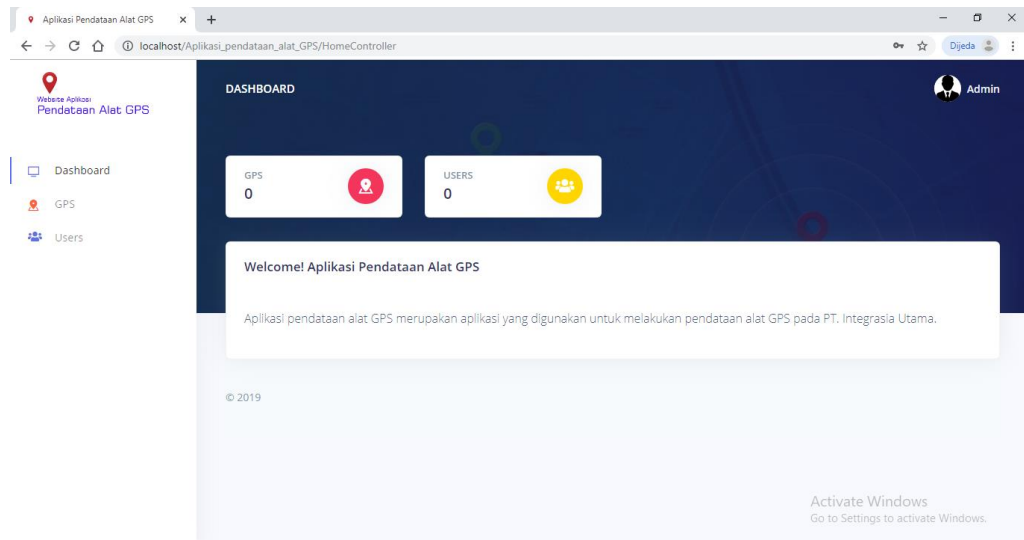 Aplikasi Pendataan Alat GPS
localhost/Aplikasi_pendataan_alat_GPS/HomeController
Dijeda
Website Aplikasi
Pendataan Alat GPS
DASHBOARD
Admin
Dashboard
GPS
Users
GPS
0
USERS
0
Welcome! Aplikasi Pendataan Alat GPS
Aplikasi pendataan alat GPS merupakan aplikasi yang digunakan untuk melakukan pendataan alat GPS pada PT. Integrasia Utama.
© 2019
Activate Windows
Go to Settings to activate Windows.